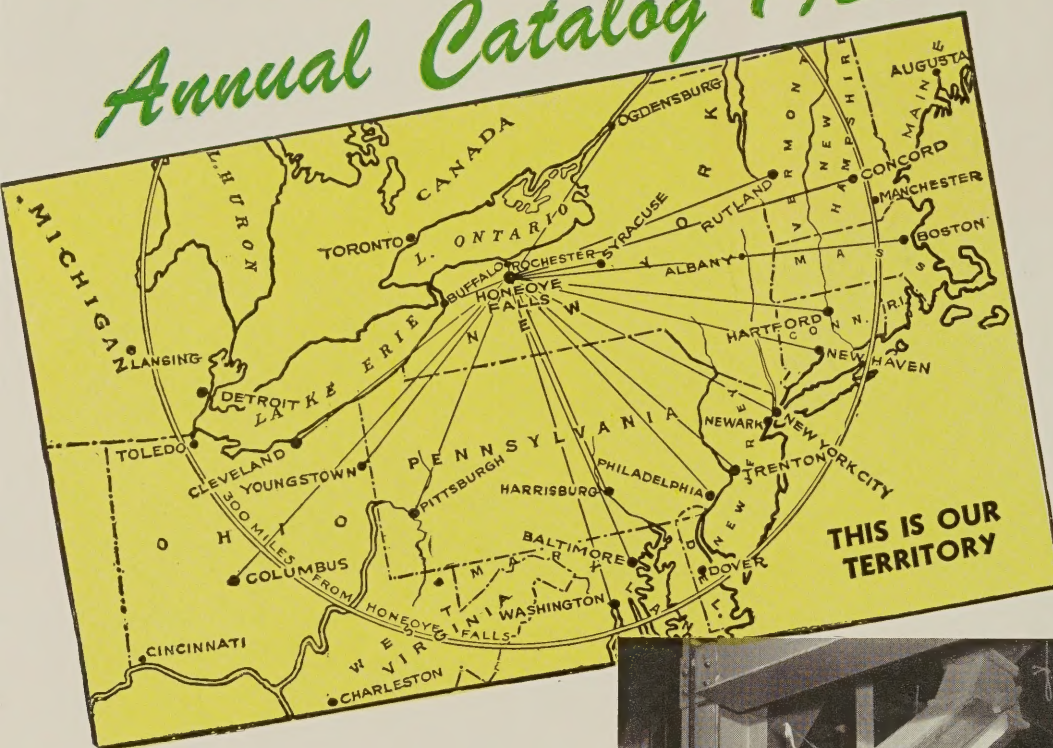 Annual Catalog
MICHIGAN
L. HURON
CANADA
OGDENSBURG
TORONTO
L. ONTARIO
LANSING
DETROIT
LAKE ERIE
BUFFALO
ROCHESTER
HONEOYE
FALLS
SYRACUSE
NEW YORK
RUTLAND
VERMONT
NEW HAMPSHIRE
MAINE
AUGUSTA
CONCORD
MANCHESTER
BOSTON
ALBANY
MASS
HARTFORD
CONN.
R.I.
NEW HAVEN
TOLEDO
CLEVELAND
YOUNGSTOWN
PENNSYLVANIA
PITTSBURGH
HARRISBURG
PHILADELPHIA
NEWARK
NEW YORK CITY
TRENTON
NEW JERSEY
OHIO
300 MILES FROM HONEOYE FALLS
COLUMBUS
BALTIMORE
DOVER
WASHINGTON
WEST
VIRGINIA
CINCINNATI
CHARLESTON
THIS IS OUR
TERRITORY